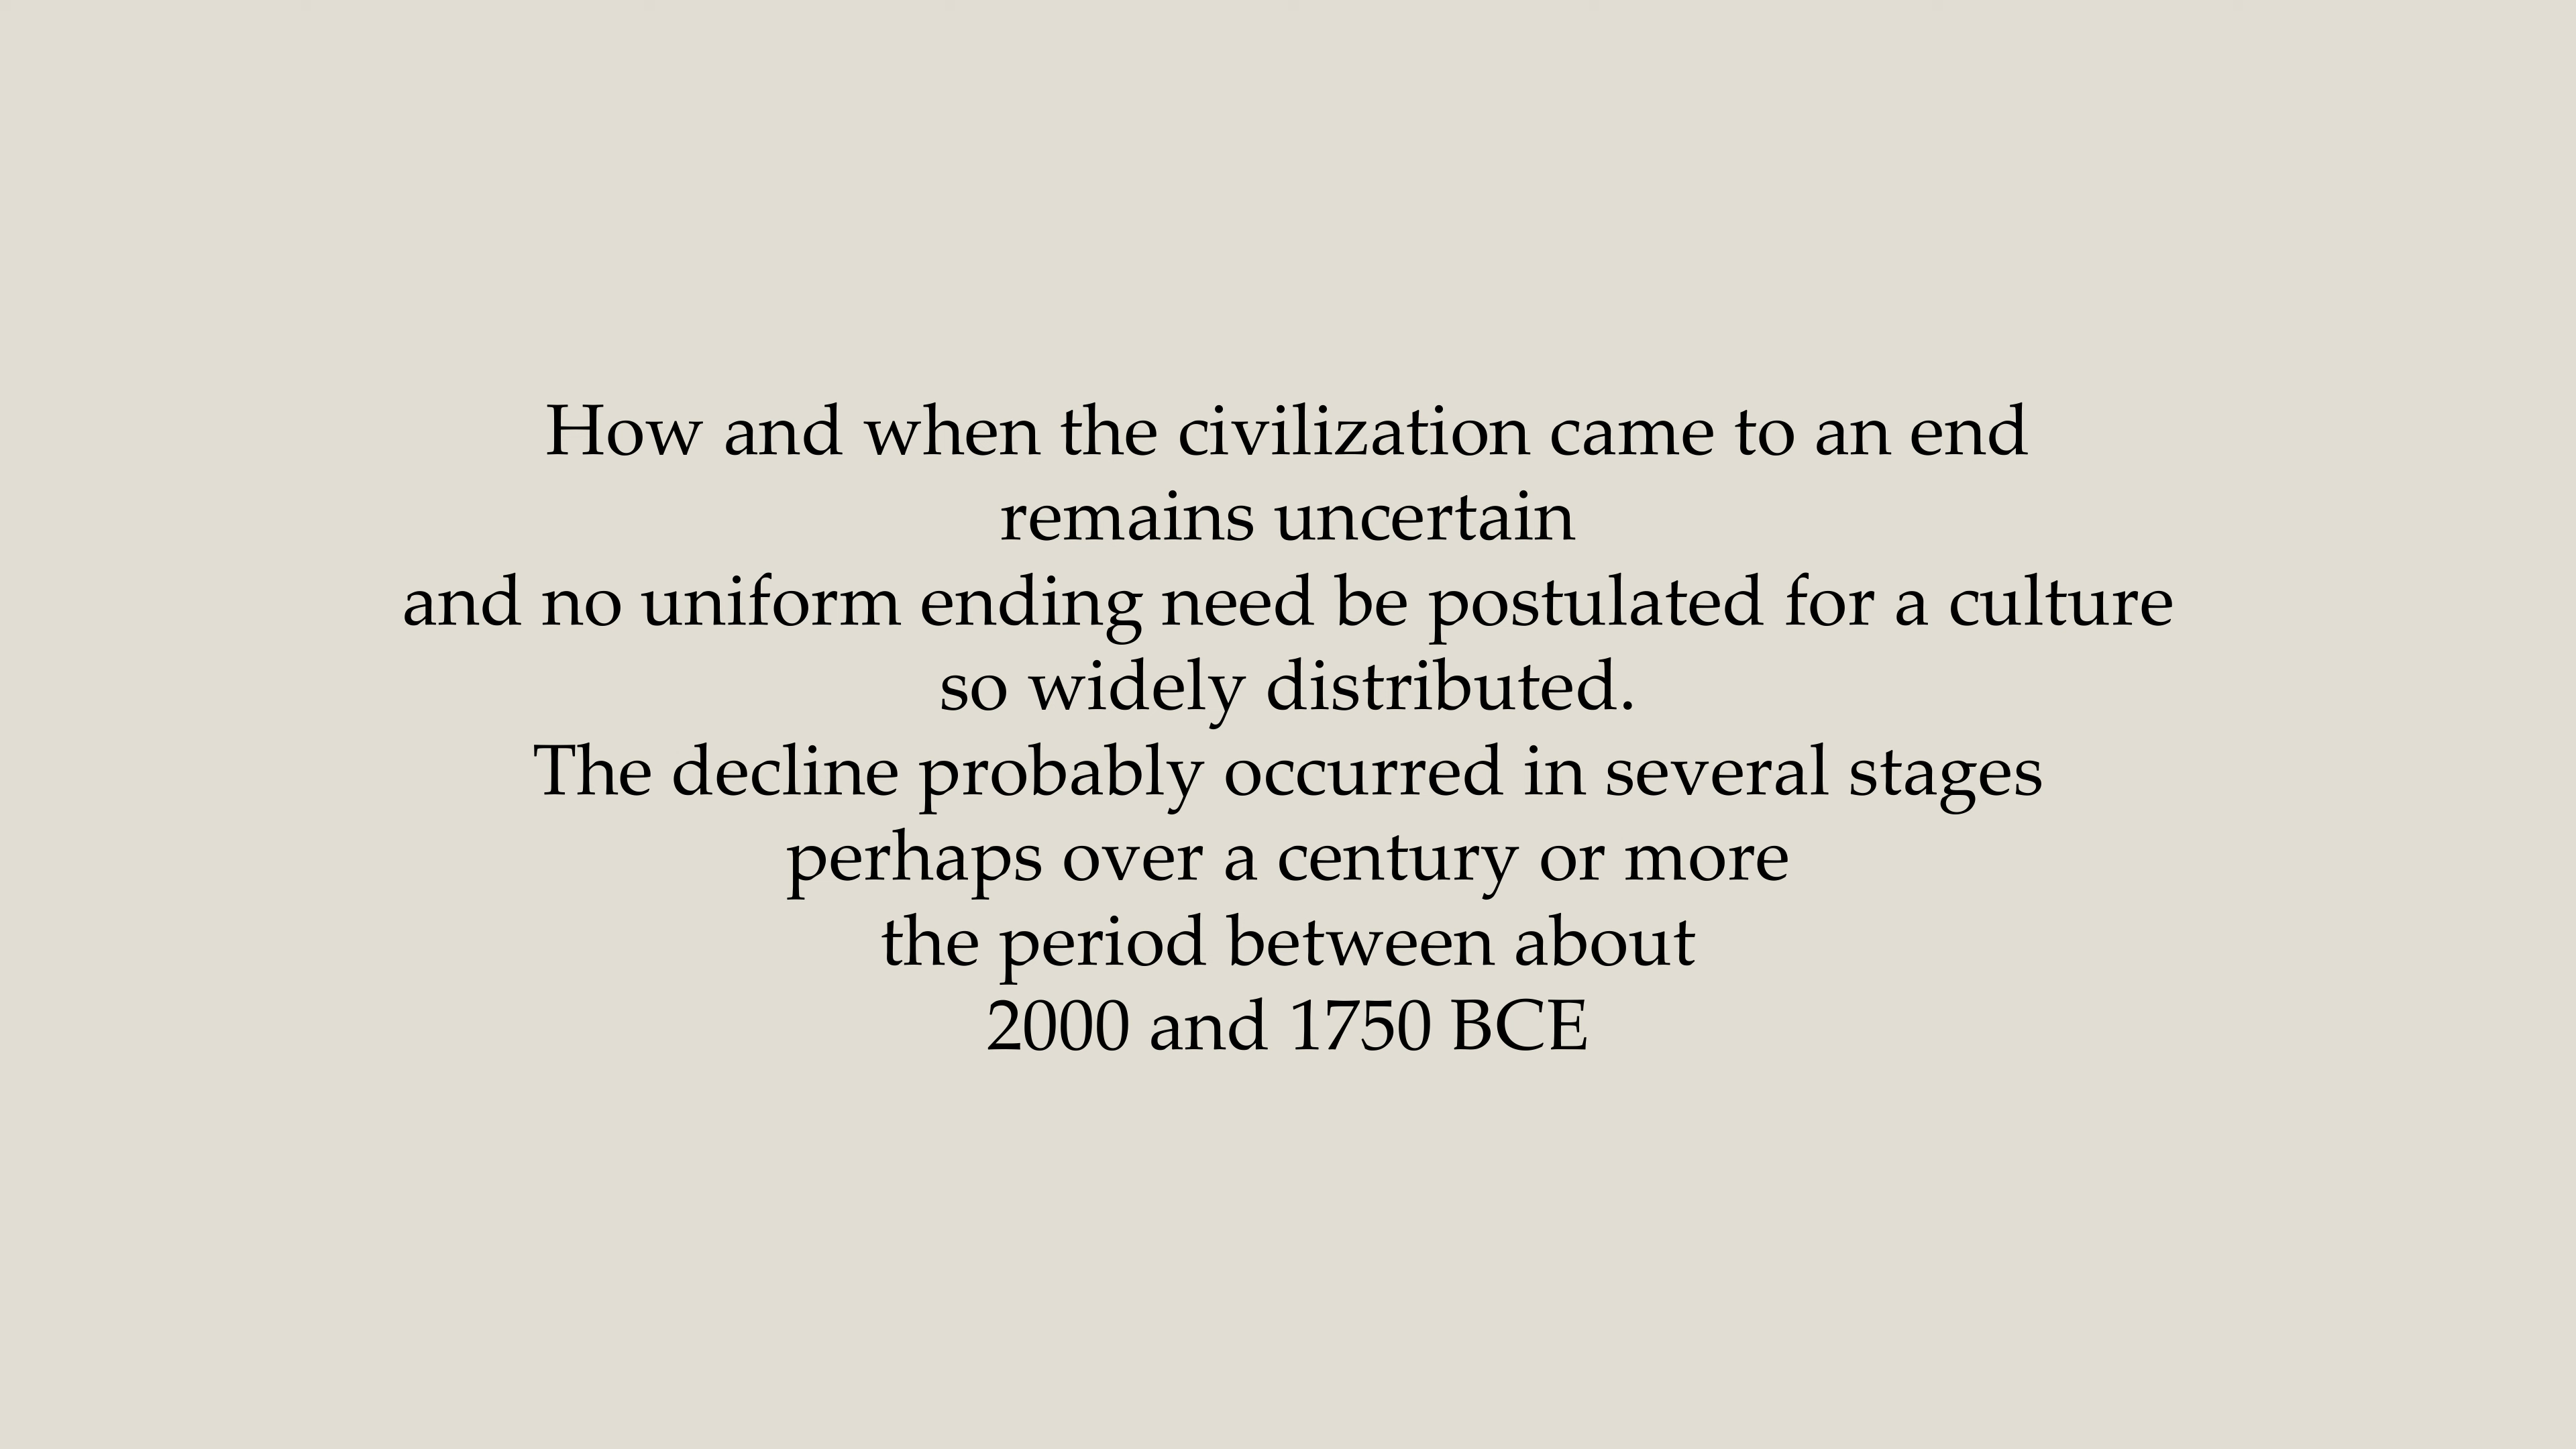 How and when the civilization came to an end
remains uncertain
and no uniform ending need be postulated for a culture
so widely distributed.
The decline probably occurred in several stages
perhaps over a century or more
the period between about
2000 and 1750 BCE